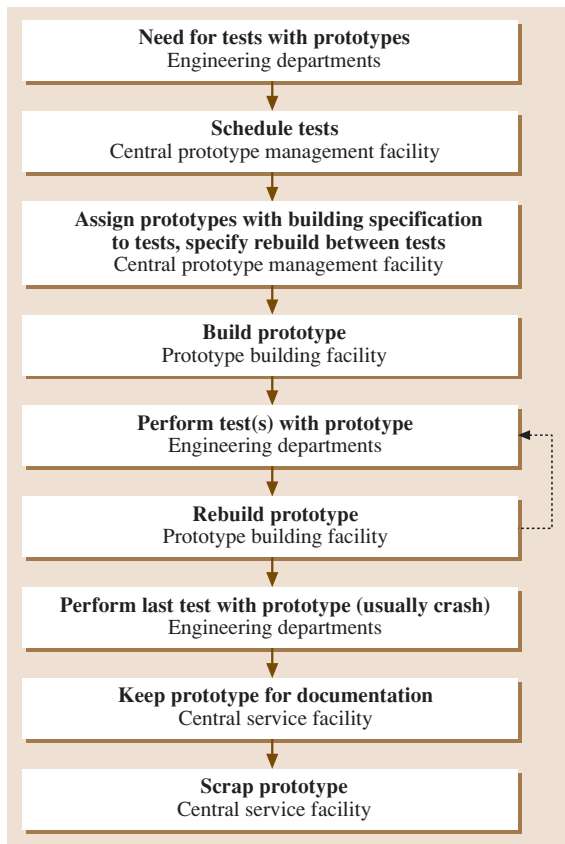 Need for tests with prototypes
Engineering departments
Schedule tests
Central prototype management facility
Assign prototypes with building specification
to tests, specify rebuild between tests
Central prototype management facility
Build prototype
Prototype building facility
Perform test(s) with prototype
Engineering departments
Rebuild prototype
Prototype building facility
Perform last test with prototype (usually crash)
Engineering departments
Keep prototype for documentation
Central service facility
Scrap prototype
Central service facility